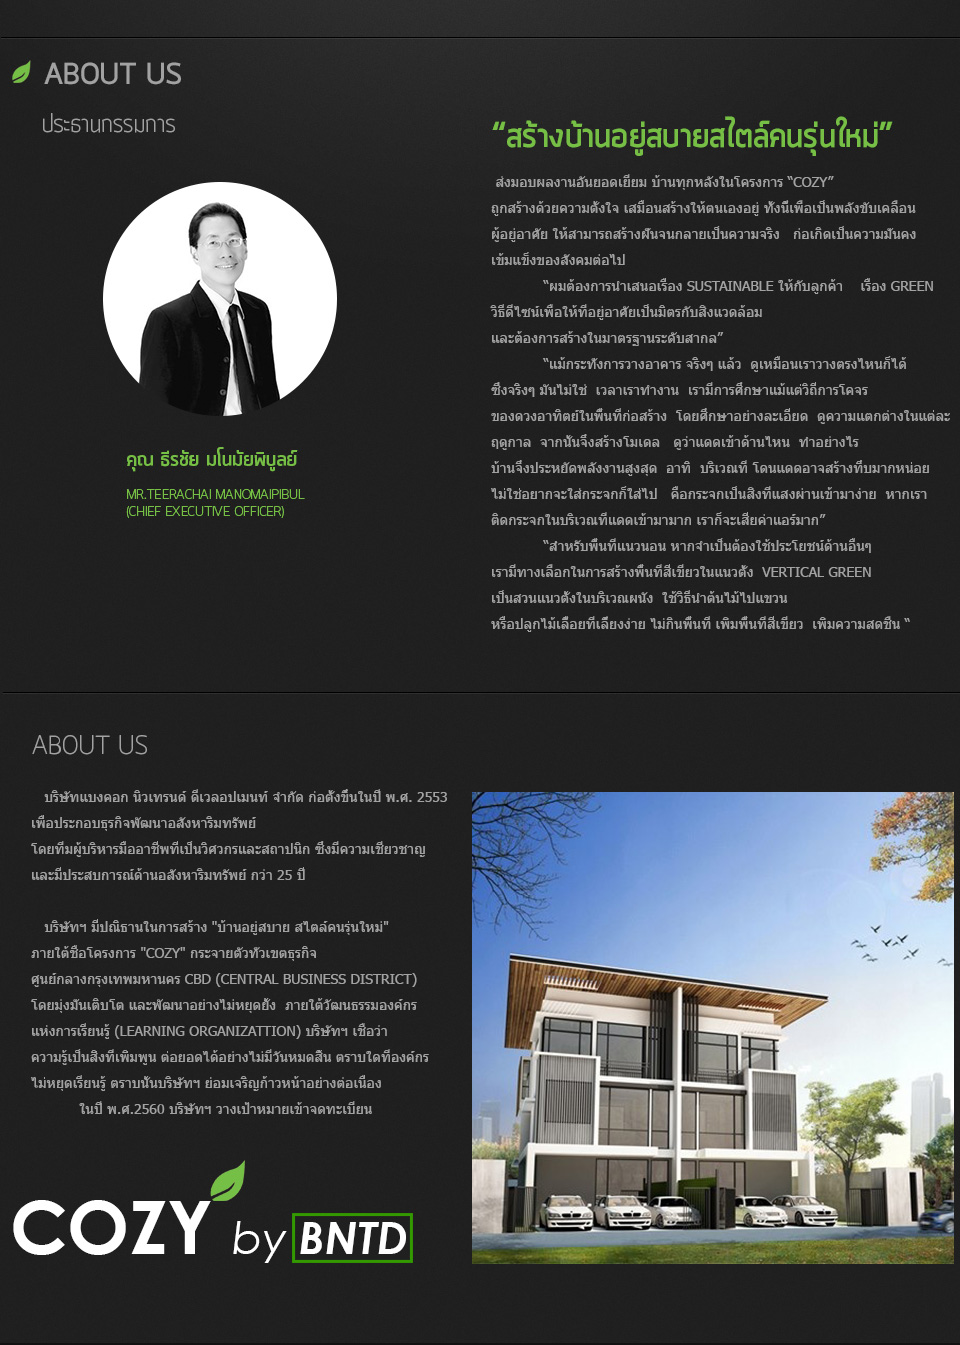 ABOUT US
ประธานกรรมการ
“สร้างบ้านอยู่สบายสไตล์คนรุ่นใหม่”
ส่งมอบผลงานอันยอดเยี่ยม บ้านทุกหลังในโครงการ “COZY”
ถูกสร้างด้วยความตั้งใจ เสมือนสร้างให้ตนเองอยู่ ทั้งนี้เพื่อเป็นพลังขับเคลื่อน
ผู้อยู่อาศัย ให้สามารถสร้างฝันจนกลายเป็นความจริง ก่อเกิดเป็นความมั่นคง
เข้มแข็งของสังคมต่อไป
“ผมต้องการนำเสนอเรื่อง SUSTAINABLE ให้กับลูกค้า เรื่อง GREEN
วิธีดีไซน์เพื่อให้ที่อยู่อาศัยเป็นมิตรกับสิ่งแวดล้อม
และต้องการสร้างในมาตรฐานระดับสากล”
“แม้กระทั่งการวางอาคาร จริงๆ แล้ว ดูเหมือนเราวางตรงไหนก็ได้
ซึ่งจริงๆ มันไม่ใช่ เวลาเราทำงาน เรามีการศึกษาแม้แต่วิถีการโคจร
ของดวงอาทิตย์ในพื้นที่ก่อสร้าง โดยศึกษาอย่างละเอียด ดูความแตกต่างในแต่ละ
ฤดูกาล จากนั้นจึงสร้างโมเดล ดูว่าแดดเข้าด้านไหน ทำอย่างไร
บ้านจึงประหยัดพลังงานสูงสุด อาทิ บริเวณที่ โดนแดดอาจสร้างทึบมากหน่อย
ไม่ใช่อยากจะใส่กระจกก็ใส่ไป คือกระจกเป็นสิ่งที่แสงผ่านเข้ามาง่าย หากเรา
ติดกระจกในบริเวณที่แดดเข้ามามาก เราก็จะเสียค่าแอร์มาก”
“สำหรับพื้นที่แนวนอน หากจำเป็นต้องใช้ประโยชน์ด้านอื่นๆ
เรามีทางเลือกในการสร้างพื้นที่สีเขียวในแนวตั้ง VERTICAL GREEN
เป็นสวนแนวตั้งในบริเวณผนัง ใช้วิธีนำต้นไม้ไปแขวน
หรือปลูกไม้เลื้อยที่เลี้ยงง่าย ไม่กินพื้นที่ เพิ่มพื้นที่สีเขียว เพิ่มความสดชื่น “
คุณ ธีรชัย มโนมัยพิบูลย์
MR.TEERACHAI MANOMAIPIBUL
(CHIEF EXECUTIVE OFFICER)
ABOUT US
บริษัทแบงคอก นิวเทรนด์ ดีเวลอปเมนท์ จำกัด ก่อตั้งขึ้นในปี พ.ศ. 2553
เพื่อประกอบธุรกิจพัฒนาอสังหาริมทรัพย์
โดยทีมผู้บริหารมืออาชีพที่เป็นวิศวกรและสถาปนิก ซึ่งมีความเชี่ยวชาญ
และมีประสบการณ์ด้านอสังหาริมทรัพย์ กว่า 25 ปี
บริษัทฯ มีปณิธานในการสร้าง "บ้านอยู่สบาย สไตล์คนรุ่นใหม่"
ภายใต้ชื่อโครงการ "COZY" กระจายตัวทั่วเขตธุรกิจ
ศูนย์กลางกรุงเทพมหานคร CBD (CENTRAL BUSINESS DISTRICT)
โดยมุ่งมั่นเติบโต และพัฒนาอย่างไม่หยุดยั้ง ภายใต้วัฒนธรรมองค์กร
แห่งการเรียนรู้ (LEARNING ORGANIZATTION) บริษัทฯ เชื่อว่า
ความรู้เป็นสิ่งที่เพิ่มพูน ต่อยอดได้อย่างไม่มีวันหมดสิ้น ตราบใดที่องค์กร
ไม่หยุดเรียนรู้ ตราบนั้นบริษัทฯ ย่อมเจริญก้าวหน้าอย่างต่อเนื่อง
ในปี พ.ศ.2560 บริษัทฯ วางเป้าหมายเข้าจดทะเบียน
COZY by BNTD